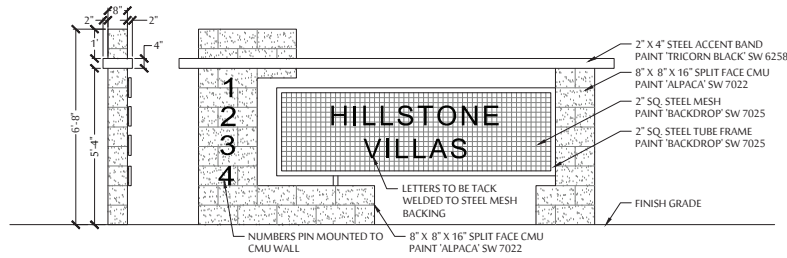 8"
2"
2"
1'
4"
6'-8"
5'-4"
1
2
3
4
HILLSTONE
VILLAS
2" X 4" STEEL ACCENT BAND
PAINT 'TRICORN BLACK' SW 6258
8" X 8"X 16" SPLIT FACE CMU
PAINT 'ALPACA' SW 7022
2" SQ. STEEL MESH
PAINT 'BACKDROP' SW 7025
2" SQ. STEEL TUBE FRAME
PAINT 'BACKDROP' SW 7025
LETTERS TO BE TACK
WELDED TO STEEL MESH
BACKING
FINISH GRADE
NUMBERS PIN MOUNTED TO
CMU WALL
8" X 8"X 16" SPLIT FACE CMU
PAINT 'ALPACA' SW 7022